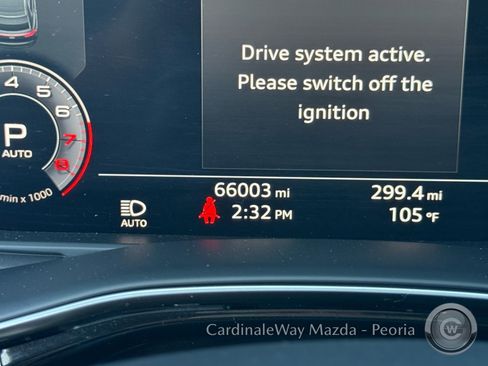 Drive system active.
Please switch off the
ignition
4 5 6 7 8
P
AUTO
min x 1000
66003 mi
299.4 mi
AUTO
2:32 PM
105 °F
CardinaleWay Mazda - Peoria
CW